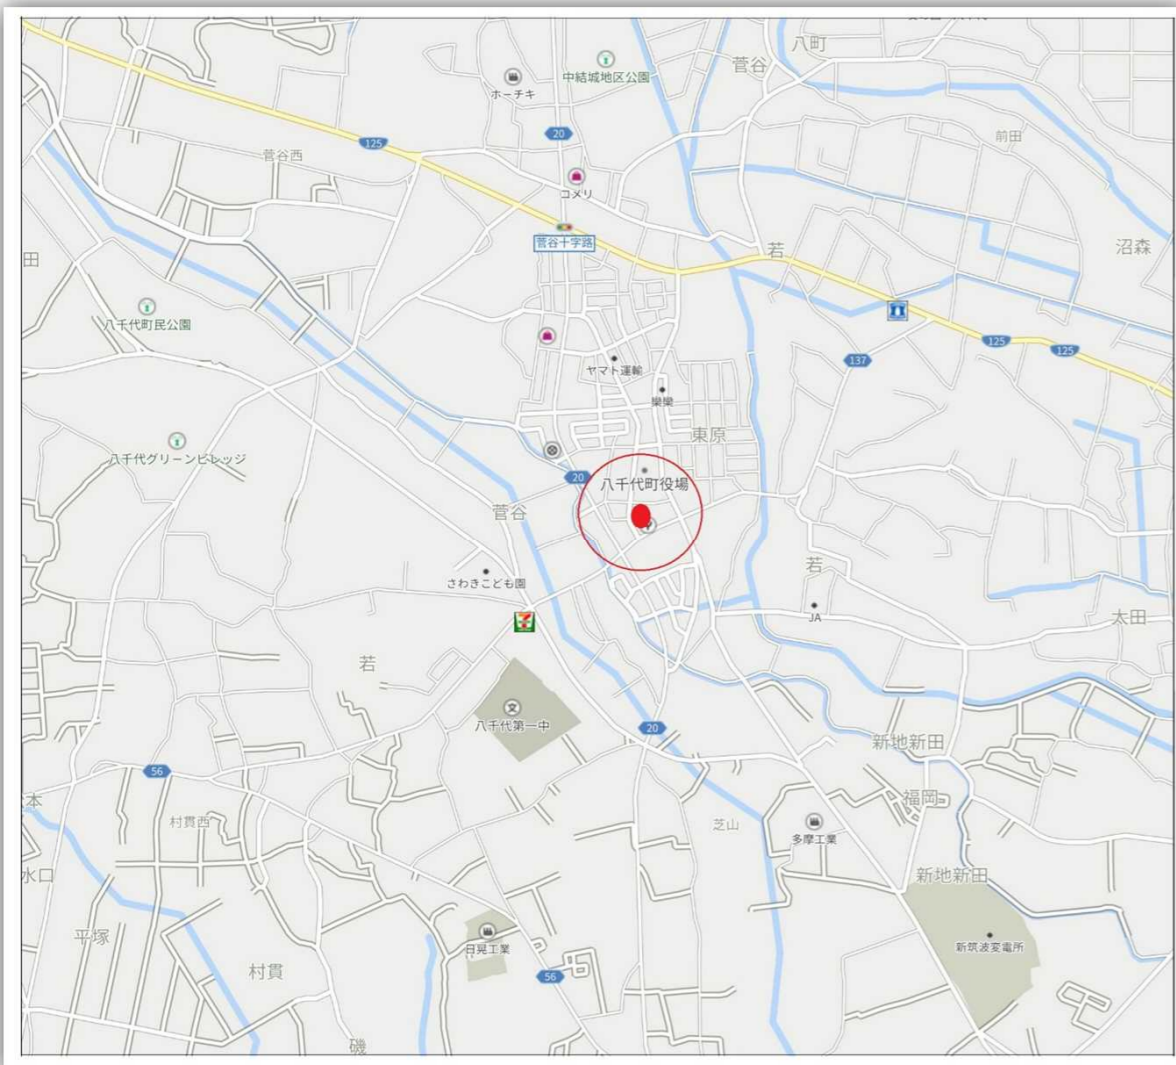 八町
菅谷
中結城地区公園
ホーチキ
20
前田
125
菅谷西
コメリ
菅谷十字路
若
沼森
田
八千代町民公園
125
125
137
ヤマト運輸
東原
八千代グリーンビレッジ
20
八千代町役場
菅谷
若
さわきこども園
JA
太田
若
八千代第一中
20
新地新田
56
福岡
本
村貫西
芝山
多摩工業
水口
新地新田
平塚
日晃工業
新筑波変電所
村貫
56
磯